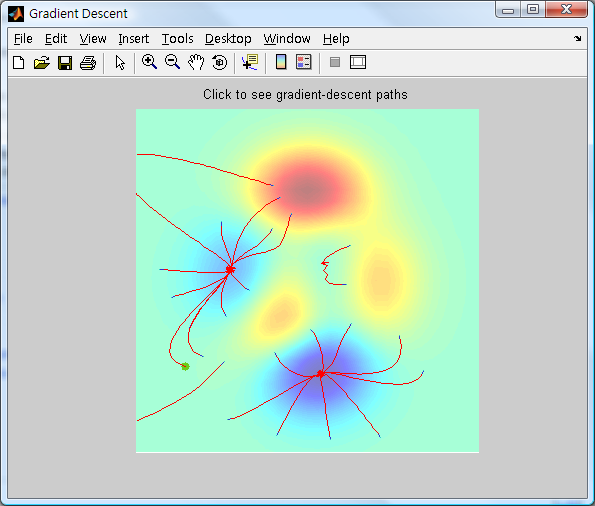 Gradient Descent
File Edit View Insert Tools Desktop Window Help
Click to see gradient-descent paths